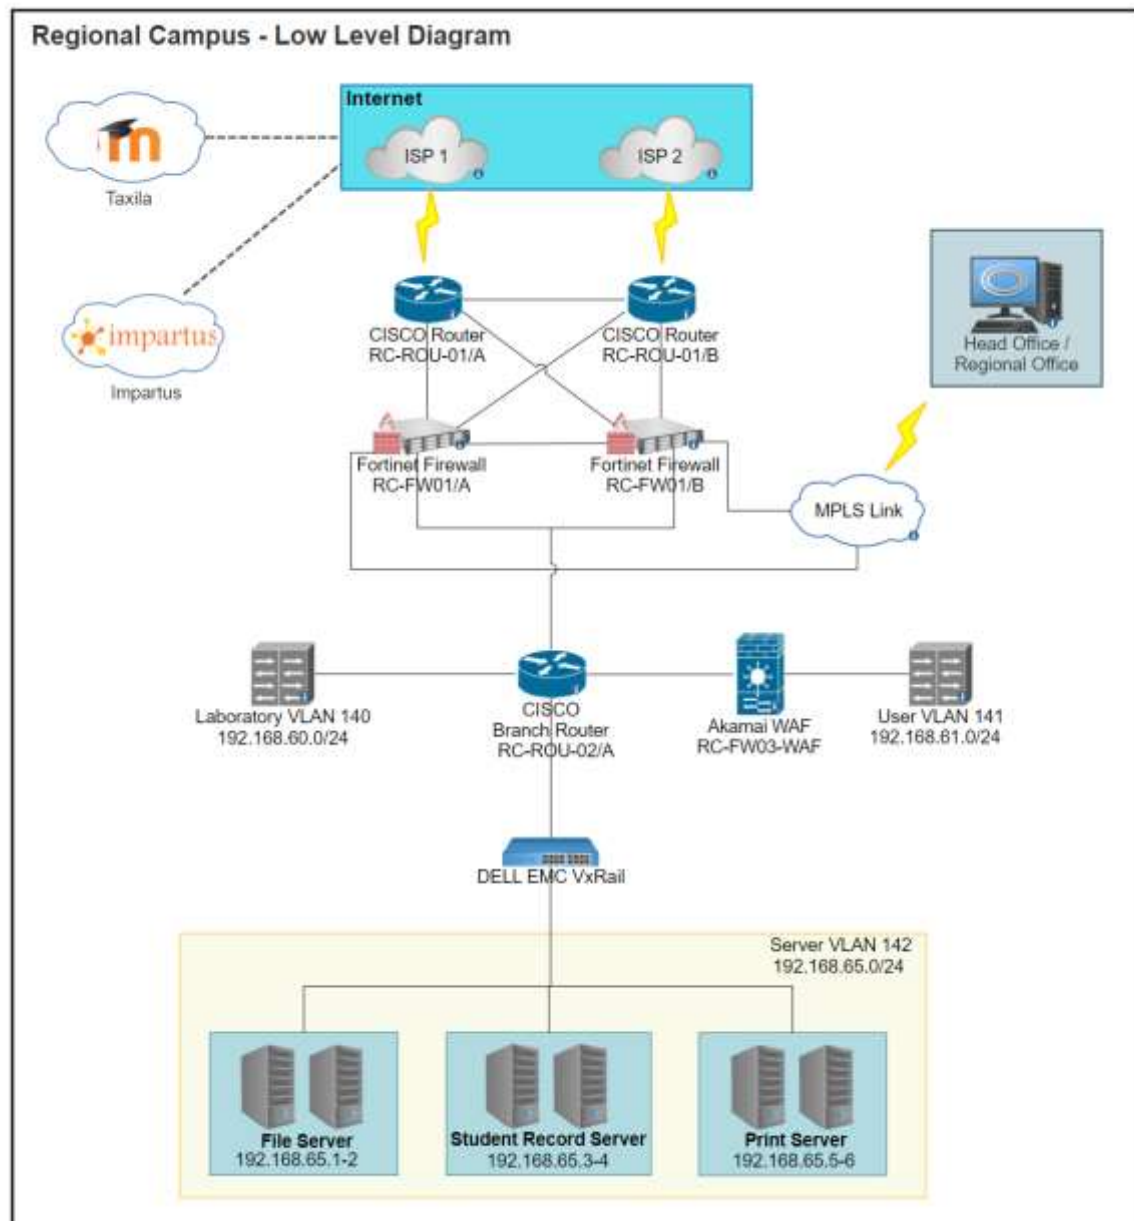 Regional Campus - Low Level Diagram
Internet
ISP 1
ISP 2
m
Taxila
impartus
Impartus
CISCO Router
RC-ROU-01/A
CISCO Router
RC-ROU-01/B
Head Office /
Regional Office
Fortinet Firewall
RC-FW01/A
Fortinet Firewall
RC-FW01/B
MPLS Link
Laboratory VLAN 140
192.168.60.0/24
CISCO
Branch Router
RC-ROU-02/A
Akamai WAF
RC-FW03-WAF
User VLAN 141
192.168.61.0/24
DELL EMC VxRail
Server VLAN 142
192.168.65.0/24
File Server
192.168.65.1-2
Student Record Server
192.168.65.3-4
Print Server
192.168.65.5-6